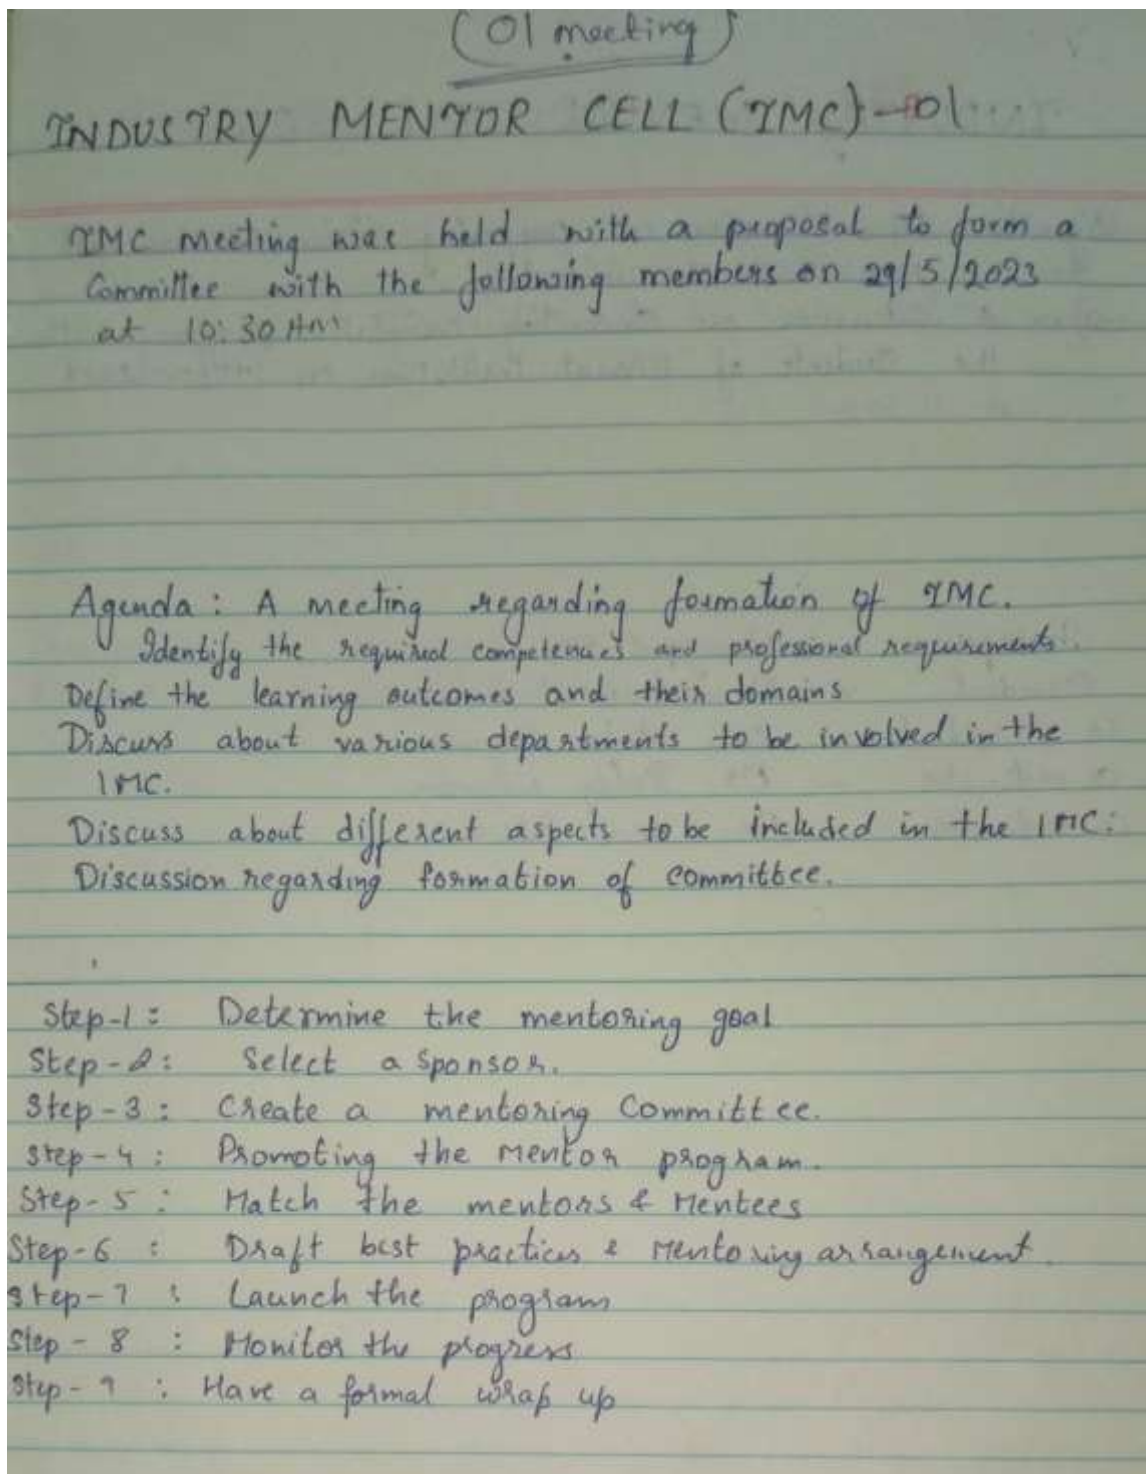 (01 meeting)
INDUSTRY MENTOR CELL (IMC)-01....
IMC meeting was held with a proposal to form a
Committee with the following members on 29/5/2023
at 10:30 AM
Agenda: A meeting regarding formation of IMC.
Identify the required competencies and professional requirements.
Define the learning outcomes and their domains
Discuss about various departments to be involved in the
IMC.
Discuss about different aspects to be included in the IMC.
Discussion regarding formation of committee.
Step-1: Determine the mentoring goal
Step-2: Select a sponsor.
Step-3: Create a mentoring Committee.
Step-4: Promoting the Mentor program.
Step-5: Match the mentors & Mentees
Step-6: Draft best practices & Mentoring arrangement.
Step-7: Launch the program
Step-8: Monitor the progress
Step-9: Have a formal wrap up